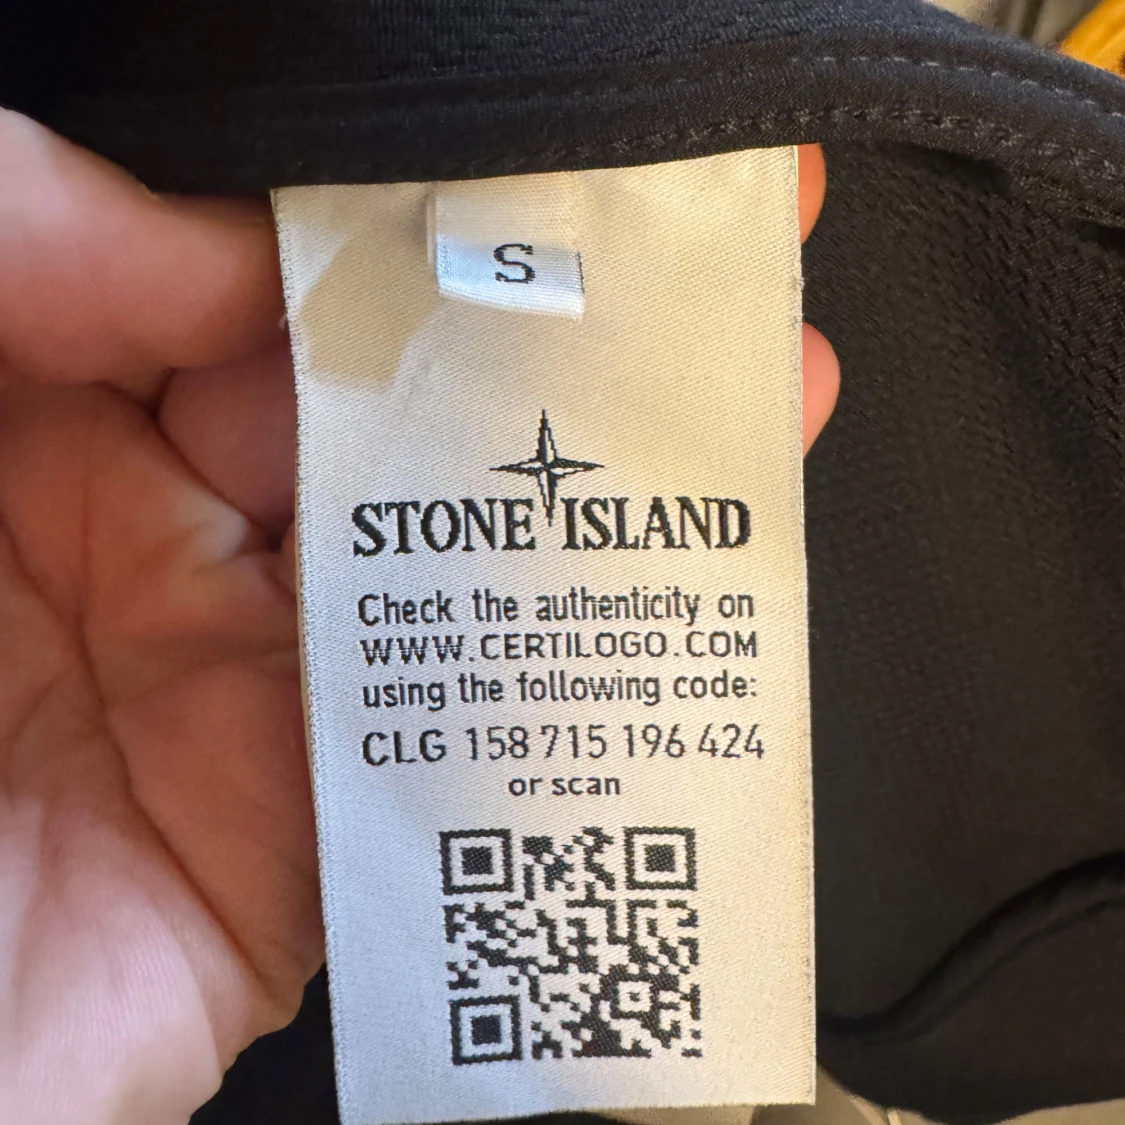 S
STONE ISLAND
Check the authenticity on
WWW.CERTILOGO.COM
using the following code:
CLG 158 715 196 424
or scan